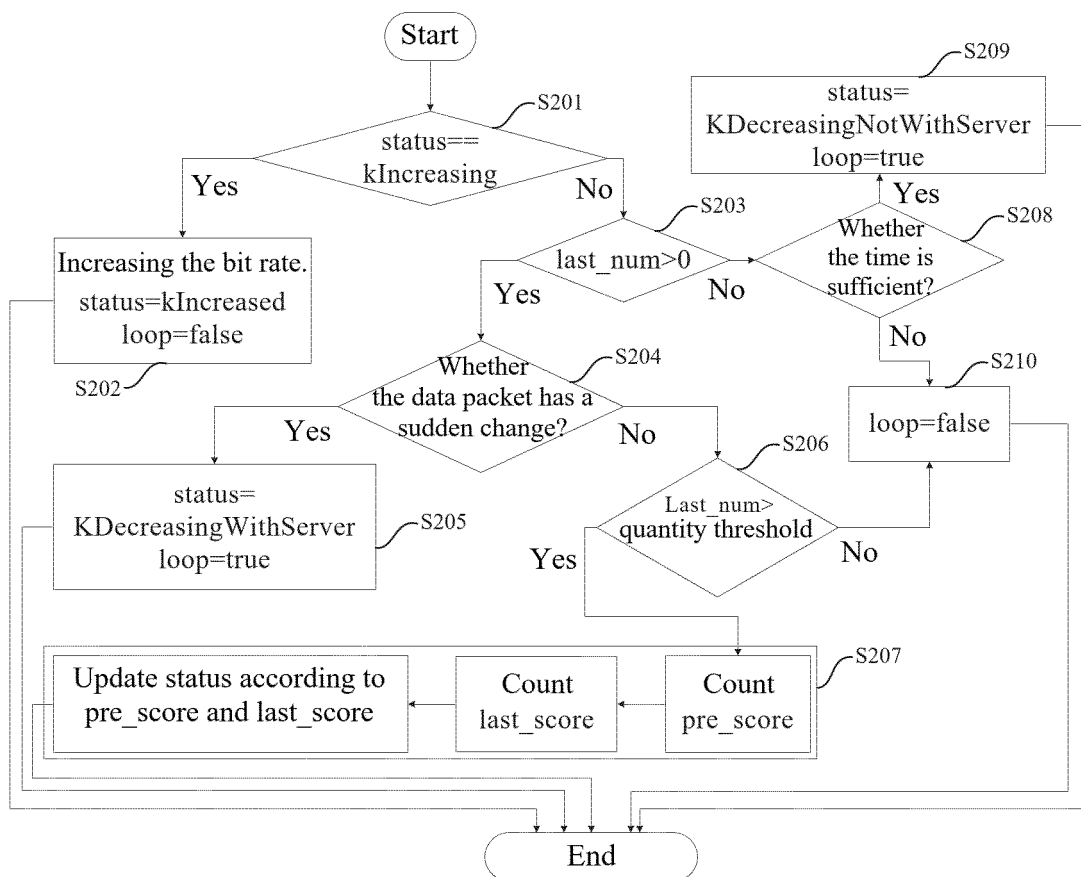 Start
S201
status==
kIncreasing
Yes
No
S209
status=
KDecreasingNotWithServer
loop=true
Yes
S203
last_num>0
Yes
No
S208
Whether
the time is
sufficient?
No
Increasing the bit rate.
status=kIncreased
loop=false
S202
S204
Whether
the data packet has a
sudden change?
Yes
No
S210
loop=false
status=
KDecreasingWithServer
loop=true
S205
S206
Last_num>
quantity threshold
Yes
No
S207
Update status according to
pre_score and last_score
Count
last_score
Count
pre_score
End